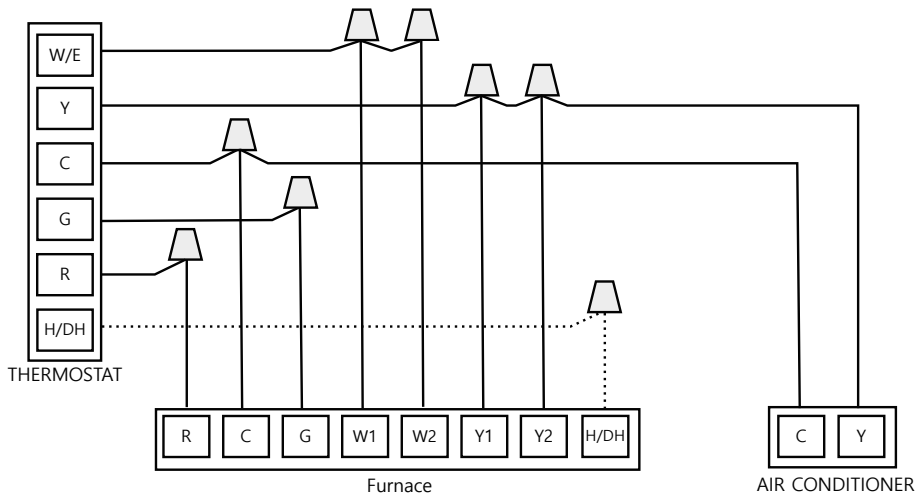 W/E
Y
C
G
R
H/DH
THERMOSTAT
R C G W1 W2 Y1 Y2 H/DH
Furnace
C Y
AIR CONDITIONER